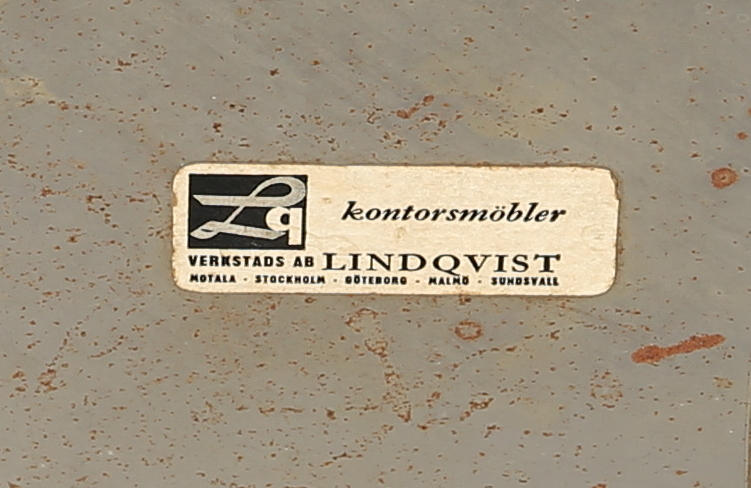 Lq
kontorsmöbler
VERKSTADS AB LINDQVIST
MOTALA - STOCKHOLM - GÖTEBORG - MALMÖ - SUNDSVALL